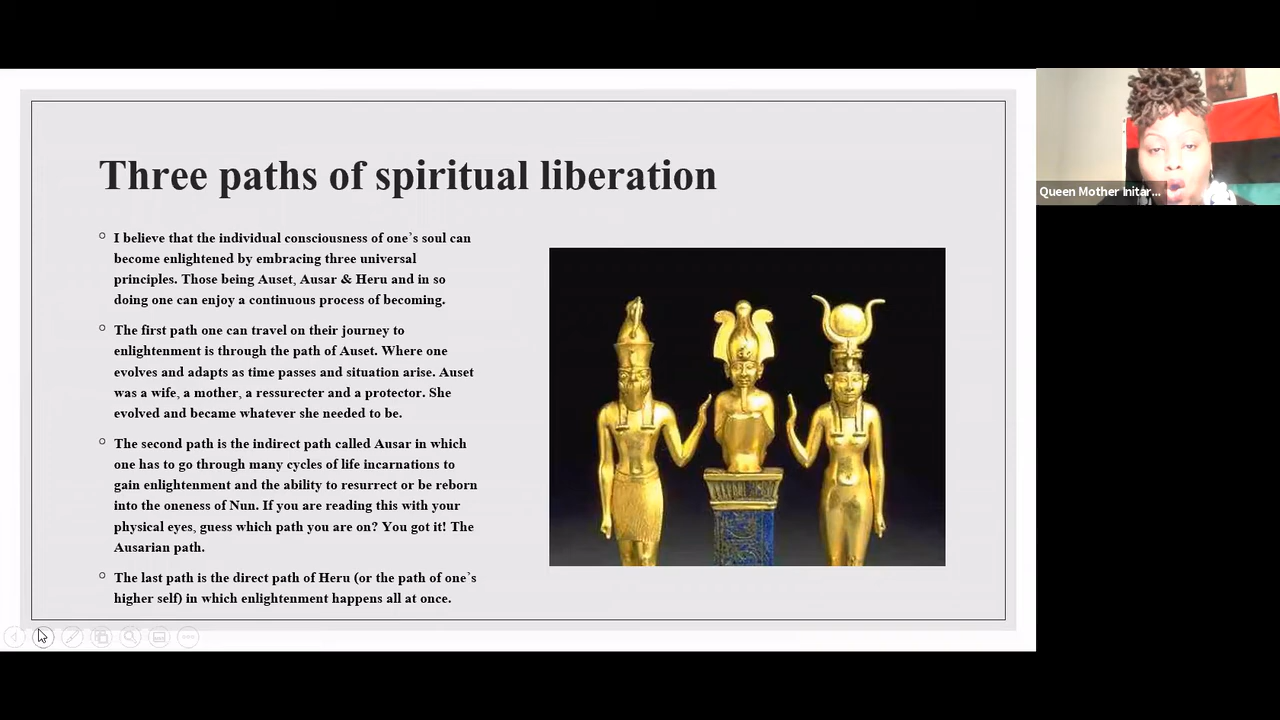 Three paths of spiritual liberation
I believe that the individual consciousness of one's soul can
become enlightened by embracing three universal
principles. Those being Auset, Ausar & Heru and in so
doing one can enjoy a continuous process of becoming.
The first path one can travel on their journey to
enlightenment is through the path of Auset. Where one
evolves and adapts as time passes and situation arise. Auset
was a wife, a mother, a ressurecter and a protector. She
evolved and became whatever she needed to be.
The second path is the indirect path called Ausar in which
one has to go through many cycles of life incarnations to
gain enlightenment and the ability to resurrect or be reborn
into the oneness of Nun. If you are reading this with your
physical eyes, guess which path you are on? You got it! The
Ausarian path.
The last path is the direct path of Heru (or the path of one's
higher self) in which enlightenment happens all at once.
Queen Mother Initar...